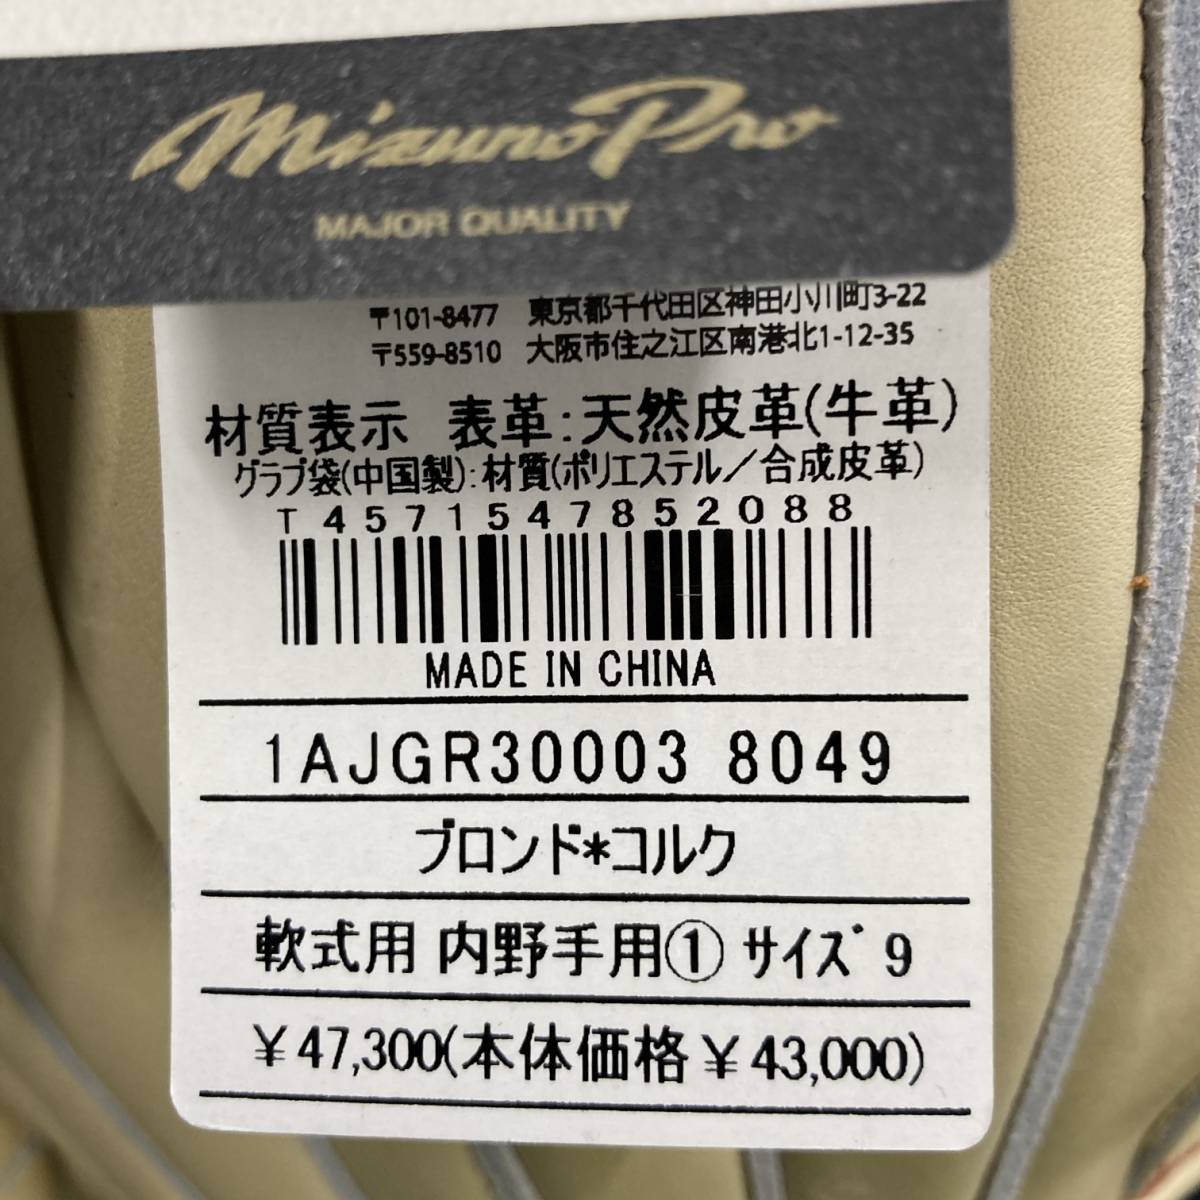 Mizuno Pro
MAJOR QUALITY
〒101-8477 東京都千代田区神田小川町3-22
〒559-8510 大阪市住之江区南港北1-12-35
材質表示 表革:天然皮革(牛革)
グラブ袋(中国製):材質(ポリエステル/合成皮革)
T4571547852088
MADE IN CHINA
1AJGR30003 8049
ブロンド*コルク
軟式用 内野手用① サイズ 9
¥47,300(本体価格¥43,000)